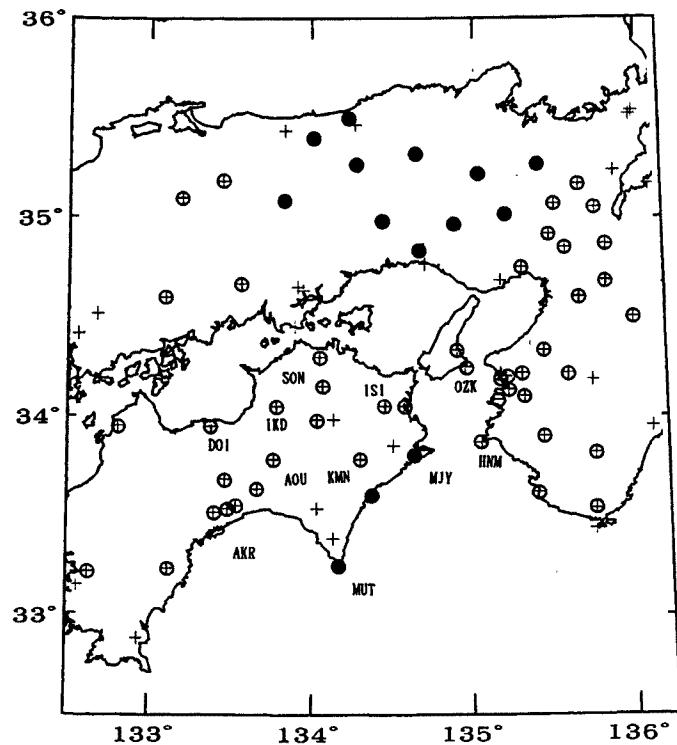 36°
35°
SON
ISI
OZK
34°
DOI
IKD
AOU
KMN
MJY
HNM
AKR
MUT
33°
133°
134°
135°
136°